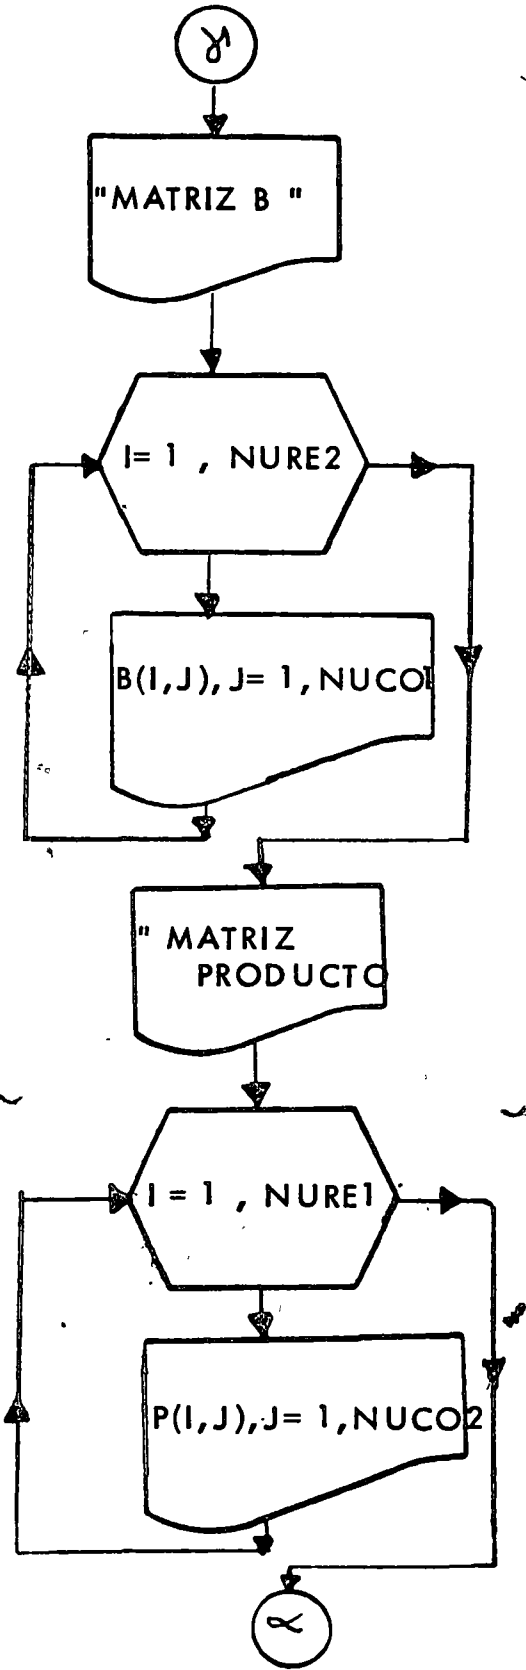 "MATRIZ B "
I= 1 , NURE2
B(I,J), J= 1, NUCO1
" MATRIZ
PRODUCTO
I = 1 , NURE1
P(I,J), J= 1, NUCO2
α